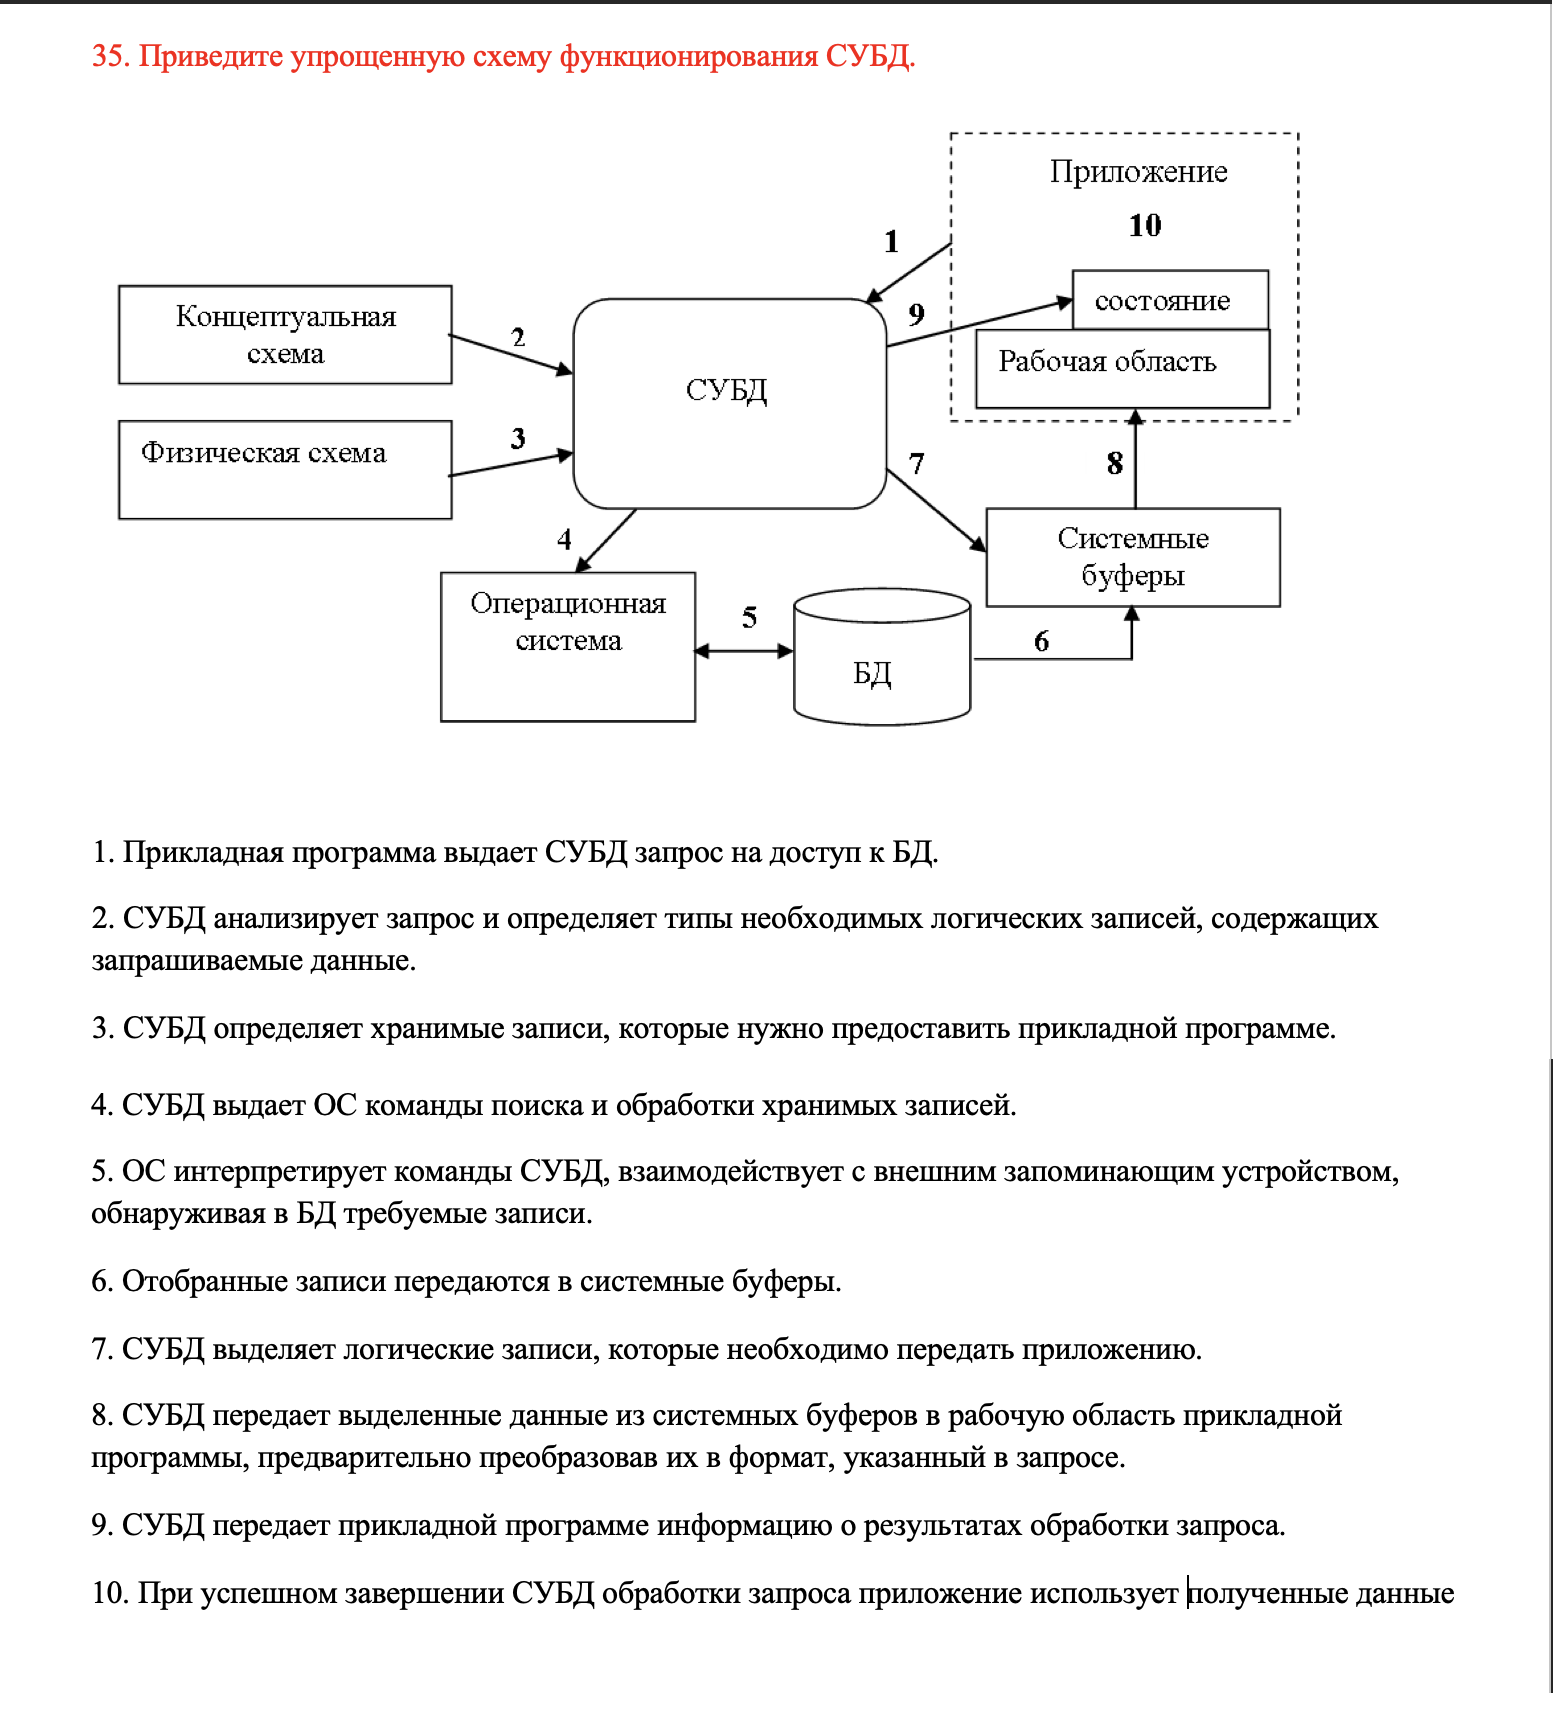 35. Приведите упрощенную схему функционирования СУБД.
Приложение
10
1
9
состояние
Концептуальная
схема
2
СУБД
Рабочая область
Физическая схема
3
7
8
4
Системные
буферы
Операционная
система
5
БД
6
1. Прикладная программа выдает СУБД запрос на доступ к БД.
2. СУБД анализирует запрос и определяет типы необходимых логических записей, содержащих
запрашиваемые данные.
3. СУБД определяет хранимые записи, которые нужно предоставить прикладной программе.
4. СУБД выдает ОС команды поиска и обработки хранимых записей.
5. ОС интерпретирует команды СУБД, взаимодействует с внешним запоминающим устройством,
обнаруживая в БД требуемые записи.
6. Отобранные записи передаются в системные буферы.
7. СУБД выделяет логические записи, которые необходимо передать приложению.
8. СУБД передает выделенные данные из системных буферов в рабочую область прикладной
программы, предварительно преобразовав их в формат, указанный в запросе.
9. СУБД передает прикладной программе информацию о результатах обработки запроса.
10. При успешном завершении СУБД обработки запроса приложение использует полученные данные